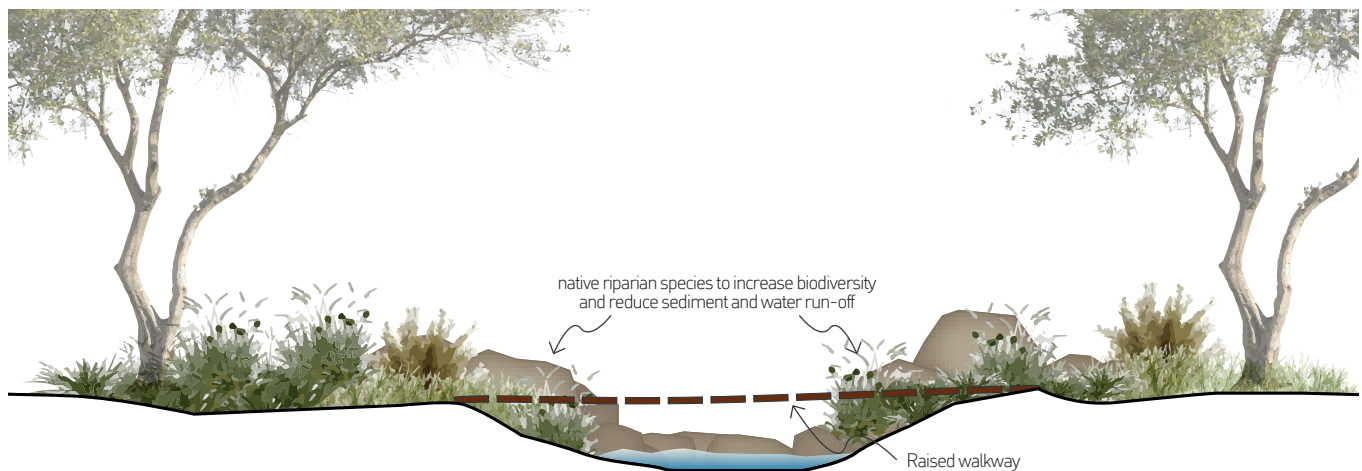 native riparian species to increase biodiversity
and reduce sediment and water run-off
Raised walkway